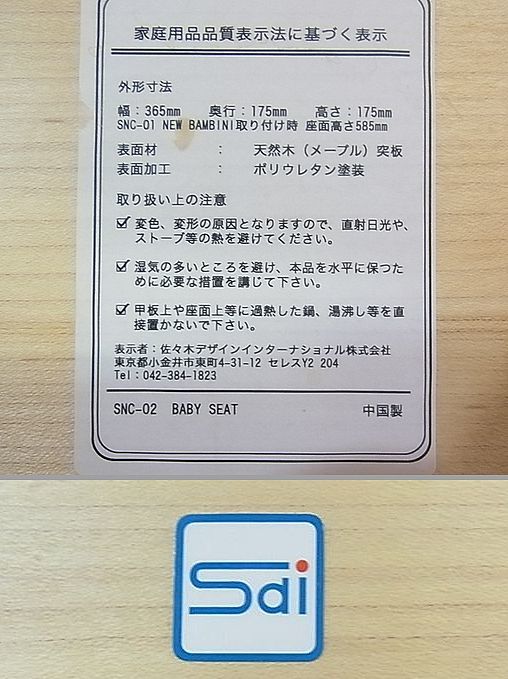 家庭用品品質表示法に基づく表示
外形寸法
幅：365mm 奥行：175mm 高さ：175mm
SNC-01 NEW BAMBINI取り付け時 座面高さ585mm
表面材 ： 天然木（メープル）突板
表面加工 ： ポリウレタン塗装
取り扱い上の注意
☑ 変色、変形の原因となりますので、直射日光や、
ストーブ等の熱を避けてください。
☑ 湿気の多いところを避け、本品を水平に保つた
めに必要な措置を講じて下さい。
☑ 甲板上や座面上等に過熱した鍋、湯沸し等を直
接置かないで下さい。
表示者：佐々木デザインインターナショナル株式会社
東京都小金井市東町4-31-12 セレスY2 204
Tel：042-384-1823
SNC-02 BABY SEAT 中国製
Sdi